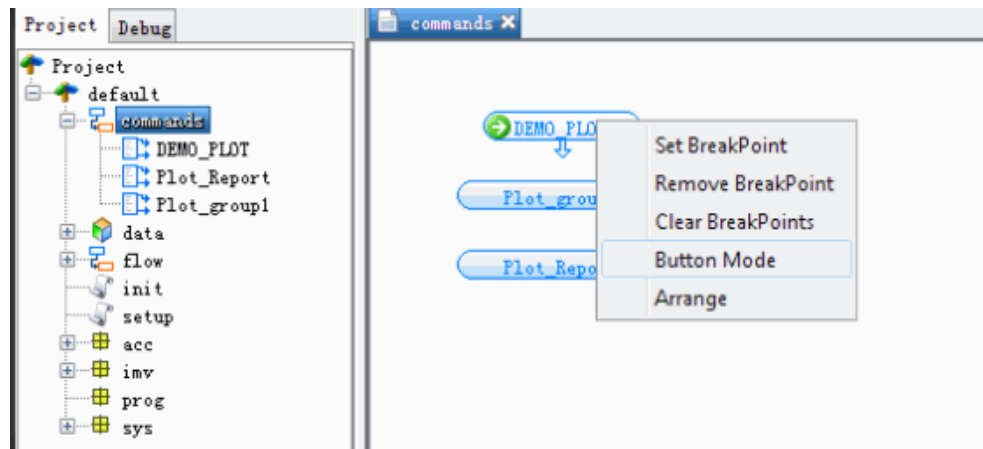 Project Debug
Project
default
commands
DEMO_PLOT
Plot_Report
Plot_group1
data
flow
init
setup
acc
imv
prog
sys
commands
DEMO_PLO
Plot_grou
Plot_Repo
Set BreakPoint
Remove BreakPoint
Clear BreakPoints
Button Mode
Arrange